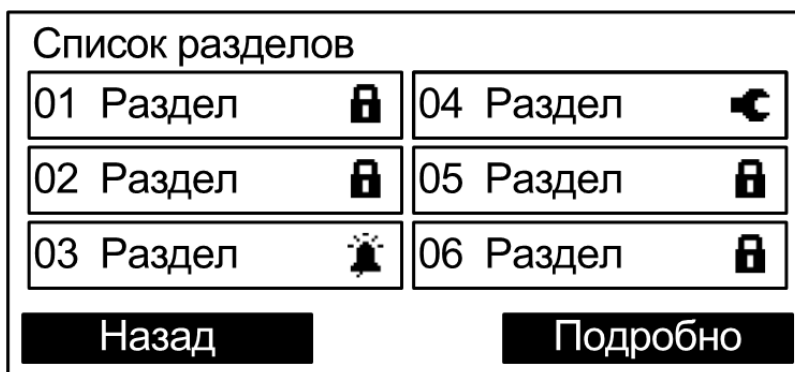 Список разделов
01 Раздел
04 Раздел
02 Раздел
05 Раздел
03 Раздел
06 Раздел
Назад
Подробно